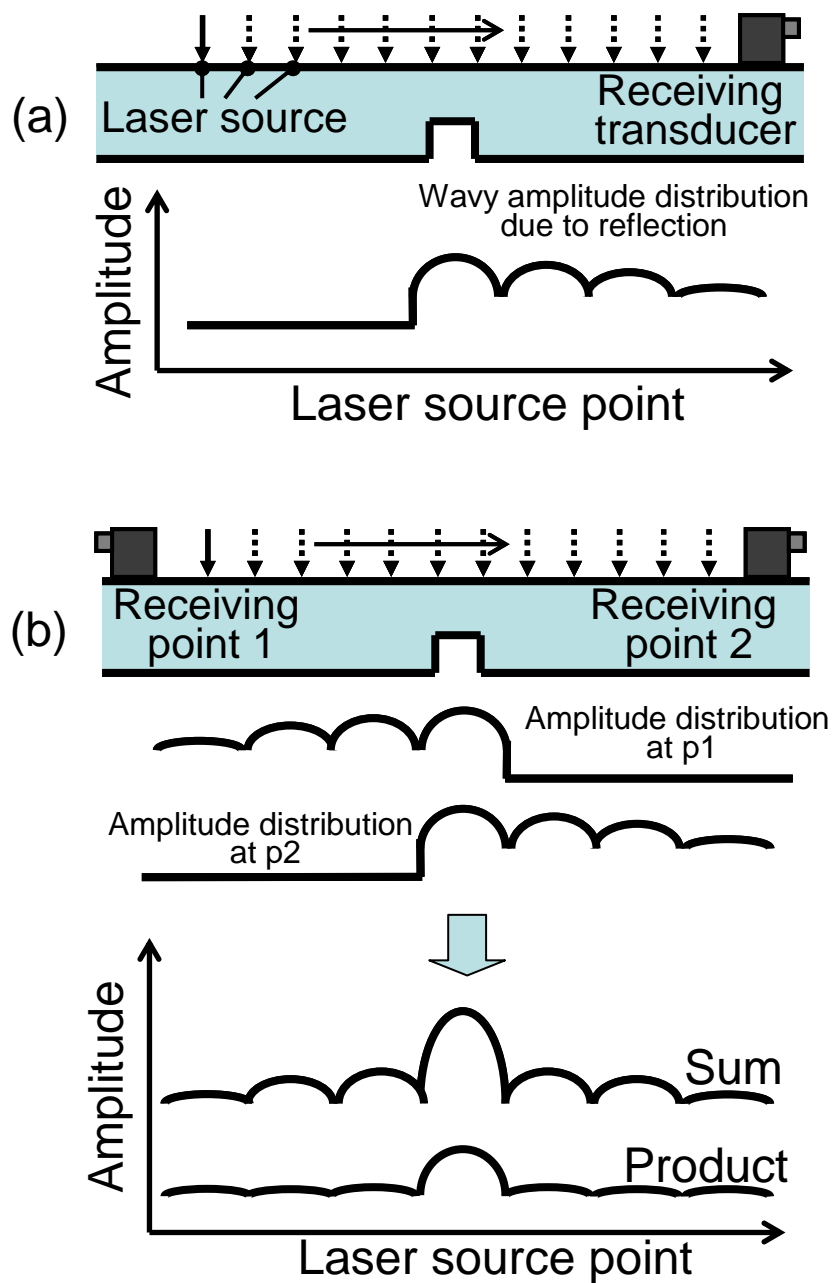 (a)
Laser source
Receiving
transducer
Amplitude
Wavy amplitude distribution
due to reflection
Laser source point
(b)
Receiving
point 1
Receiving
point 2
Amplitude distribution
at p1
Amplitude distribution
at p2
Amplitude
Sum
Product
Laser source point